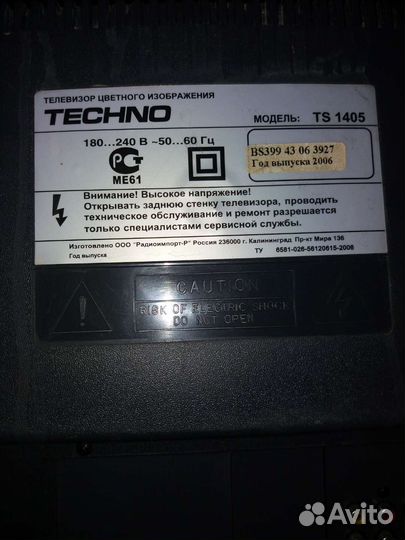 ТЕЛЕВИЗОР ЦВЕТНОГО ИЗОБРАЖЕНИЯ
TECHNO
МОДЕЛЬ: TS 1405
180...240 В ~50...60 Гц
BS399 43 06 3927
Год выпуска 2006
РСТ
МЕ61
Внимание! Высокое напряжение!
Открывать заднюю стенку телевизора, проводить
техническое обслуживание и ремонт разрешается
только специалистами сервисной службы.
Изготовлено ООО "Радиоимпорт-Р" Россия 236000 г. Калининград Пр-кт Мира 136
Год выпуска ТУ 6581-026-56120615-2006
CAUTION
RISK OF ELECTRIC SHOCK
DO NOT OPEN
Avito